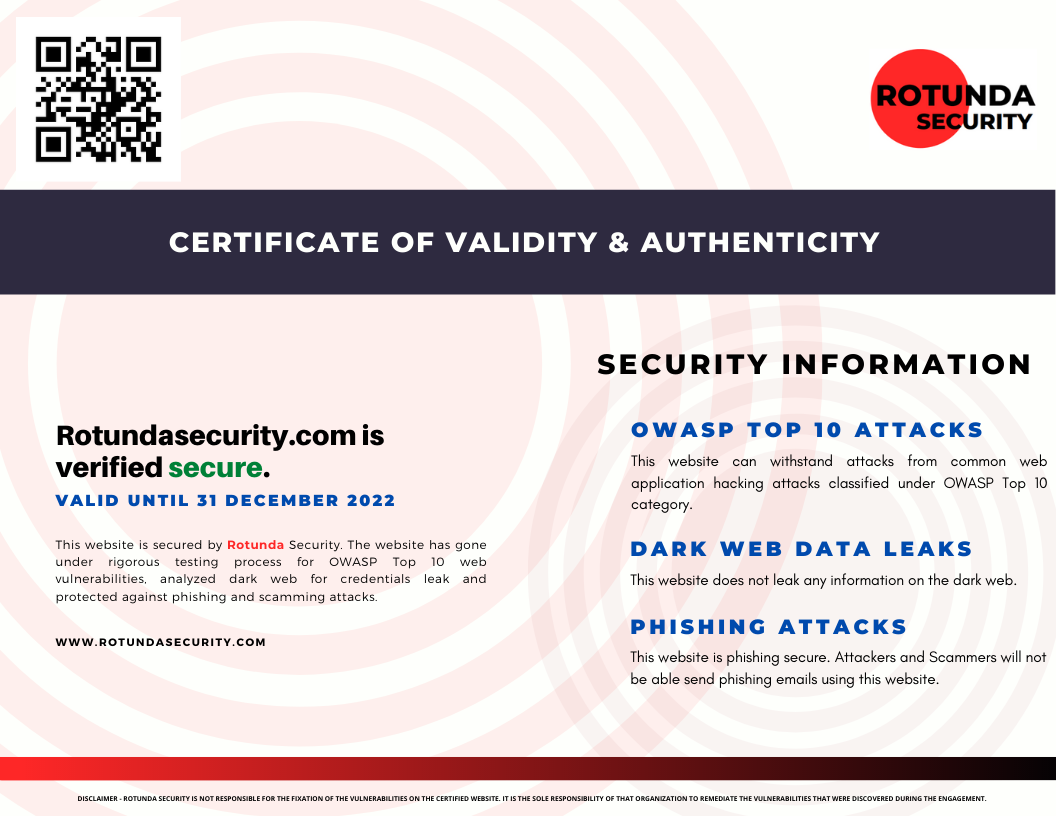 ROTUNDA
SECURITY
CERTIFICATE OF VALIDITY & AUTHENTICITY
Rotundasecurity.com is
verified secure.
VALID UNTIL 31 DECEMBER 2022
This website is secured by Rotunda Security. The website has gone
under rigorous testing process for OWASP Top 10 web
vulnerabilities, analyzed dark web for credentials leak and
protected against phishing and scamming attacks.
WWW.ROTUNDASECURITY.COM
SECURITY INFORMATION
OWASP TOP 10 ATTACKS
This website can withstand attacks from common web
application hacking attacks classified under OWASP Top 10
category.
DARK WEB DATA LEAKS
This website does not leak any information on the dark web.
PHISHING ATTACKS
This website is phishing secure. Attackers and Scammers will not
be able send phishing emails using this website.
DISCLAIMER - ROTUNDA SECURITY IS NOT RESPONSIBLE FOR THE FIXATION OF THE VULNERABILITIES ON THE CERTIFIED WEBSITE. IT IS THE SOLE RESPONSIBILITY OF THAT ORGANIZATION TO REMEDIATE THE VULNERABILITIES THAT WERE DISCOVERED DURING THE ENGAGEMENT.